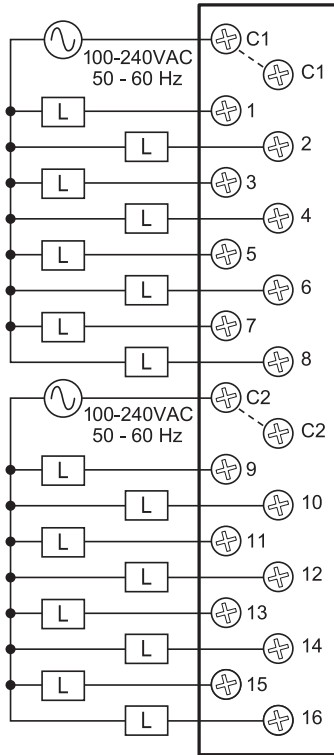 C1
100-240VAC
50 - 60 Hz
C1
L 1
L 2
L 3
L 4
L 5
L 6
L 7
L 8
C2
100-240VAC
50 - 60 Hz
C2
L 9
L 10
L 11
L 12
L 13
L 14
L 15
L 16